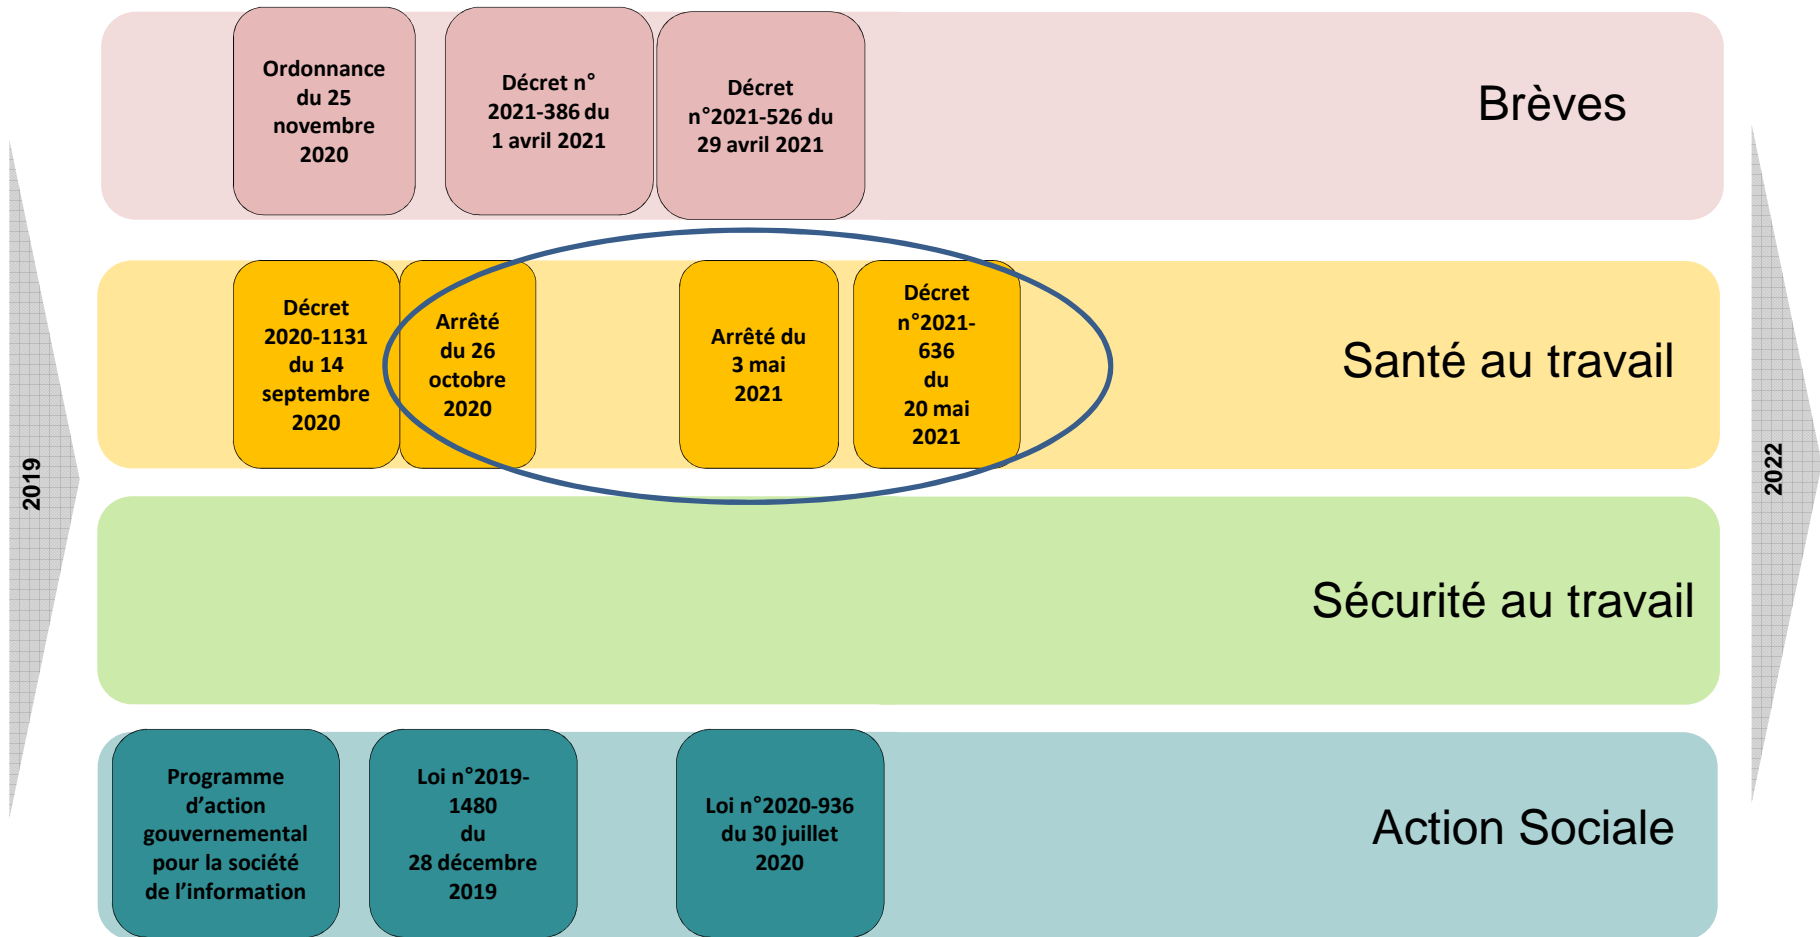 2019
Ordonnance
du 25
novembre
2020
Décret n°
2021-386 du
1 avril 2021
Décret
n°2021-526 du
29 avril 2021
Brèves
Décret
2020-1131
du 14
septembre
2020
Arrêté
du 26
octobre
2020
Arrêté du
3 mai
2021
Décret
n°2021-
636
du
20 mai
2021
Santé au travail
Sécurité au travail
Programme
d’action
gouvernemental
pour la société
de l’information
Loi n°2019-
1480
du
28 décembre
2019
Loi n°2020-936
du 30 juillet
2020
Action Sociale
2022